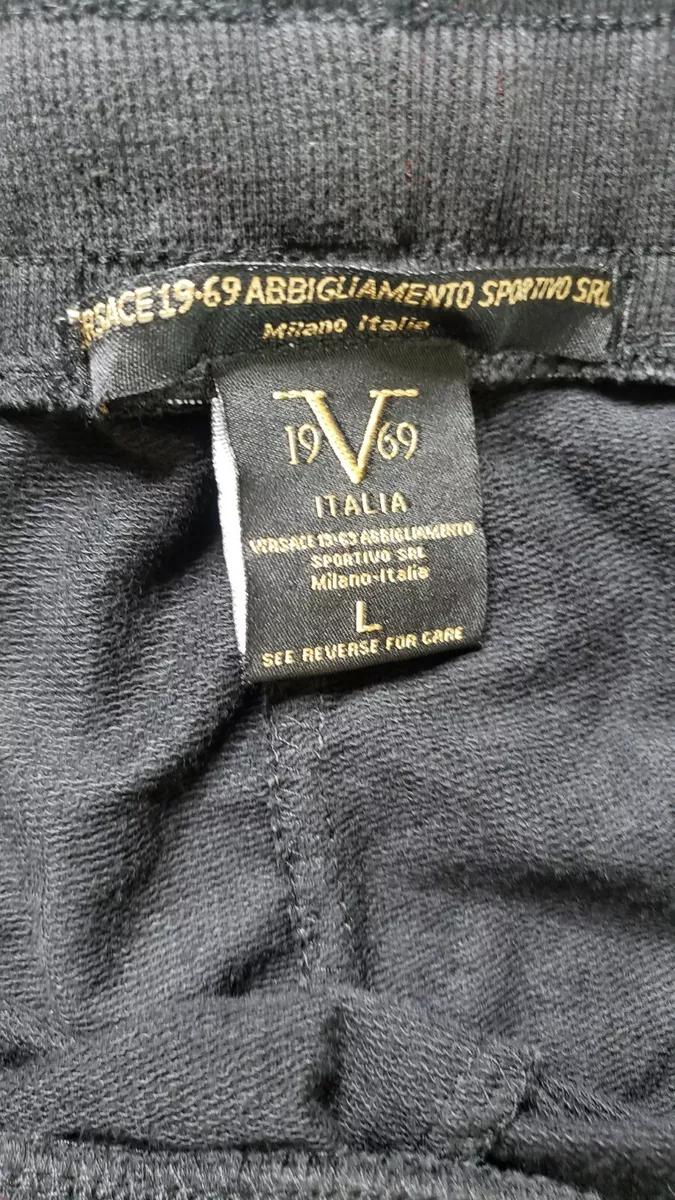 ERSACE 19·69 ABBIGLIAMENTO SPORTIVO SRL
Milano Italia
19 V 69
ITALIA
VERSACE 19·69 ABBIGLIAMENTO
SPORTIVO SRL
Milano-Italia
L
SEE REVERSE FOR CARE